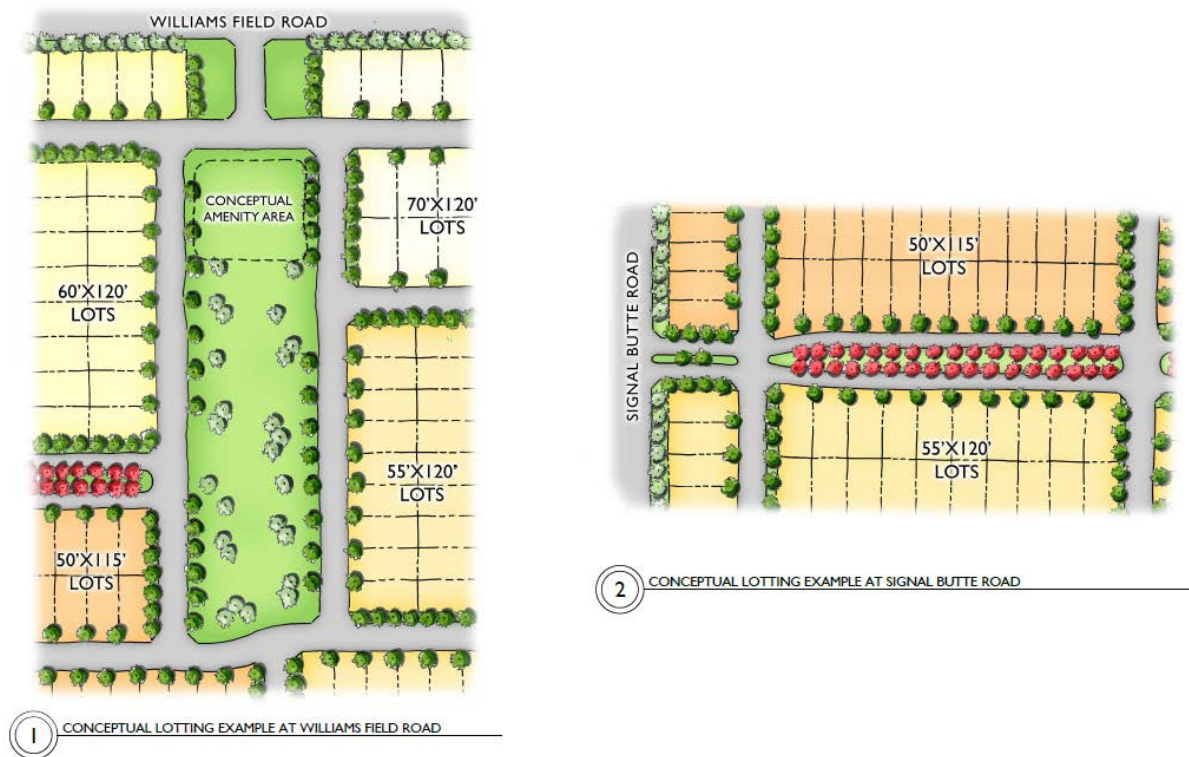 WILLIAMS FIELD ROAD
CONCEPTUAL
AMENITY AREA
70'X120'
LOTS
60'X120'
LOTS
55'X120'
LOTS
50'X115'
LOTS
1 CONCEPTUAL LOTTING EXAMPLE AT WILLIAMS FIELD ROAD
SIGNAL BUTTE ROAD
50'X115'
LOTS
55'X120'
LOTS
2 CONCEPTUAL LOTTING EXAMPLE AT SIGNAL BUTTE ROAD